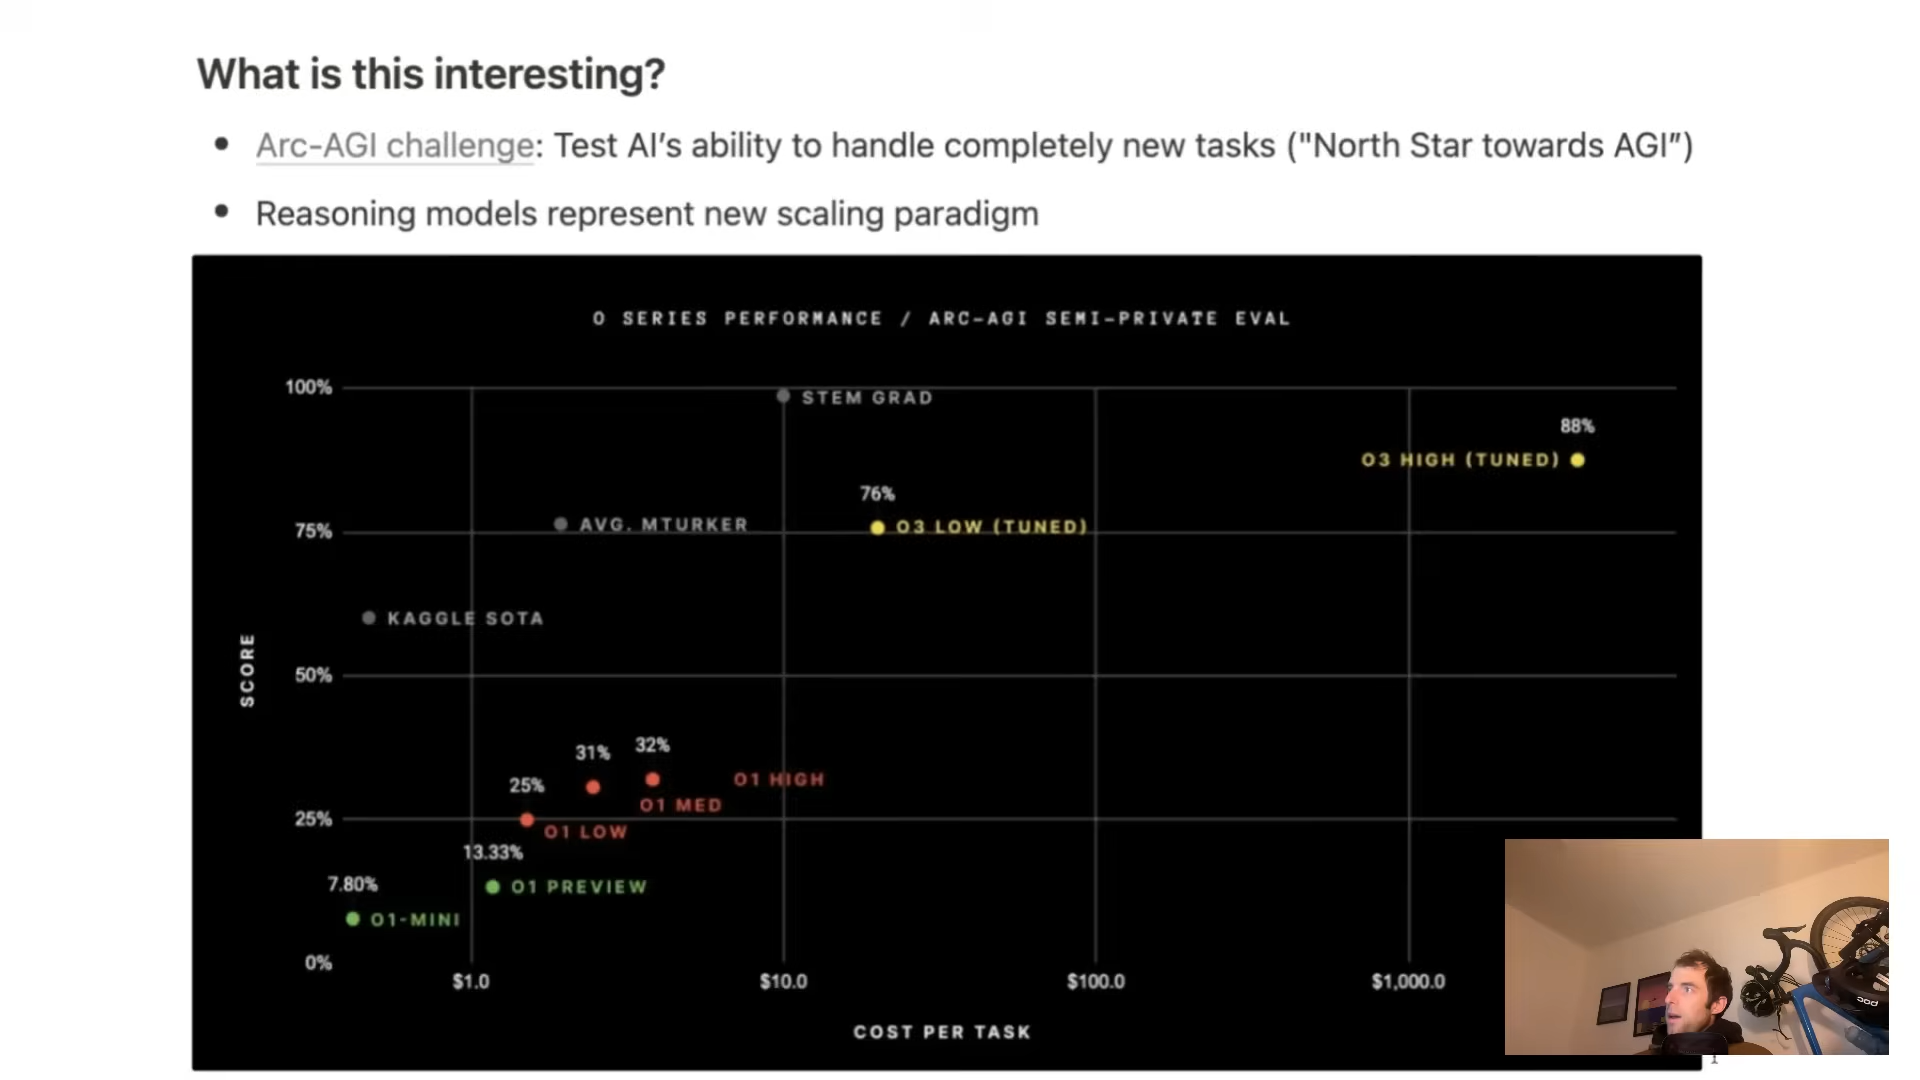 What is this interesting?
• Arc-AGI challenge: Test AI’s ability to handle completely new tasks ("North Star towards AGI”)
• Reasoning models represent new scaling paradigm
O SERIES PERFORMANCE / ARC-AGI SEMI-PRIVATE EVAL
100%
STEM GRAD
88%
O3 HIGH (TUNED)
76%
AVG. MTURKER
O3 LOW (TUNED)
75%
KAGGLE SOTA
SCORE
50%
31%
32%
O1 HIGH
25%
O1 MED
25%
O1 LOW
13.33%
7.80%
O1 PREVIEW
O1-MINI
0%
$1.0
$10.0
$100.0
$1,000.0
COST PER TASK
pod
1